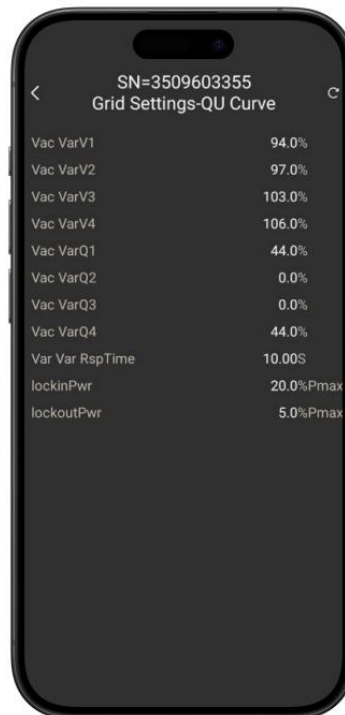 SN=3509603355
Grid Settings-QU Curve
Vac VarV1 94.0%
Vac VarV2 97.0%
Vac VarV3 103.0%
Vac VarV4 106.0%
Vac VarQ1 44.0%
Vac VarQ2 0.0%
Vac VarQ3 0.0%
Vac VarQ4 44.0%
Var Var RspTime 10.00S
lockinPwr 20.0%Pmax
lockoutPwr 5.0%Pmax